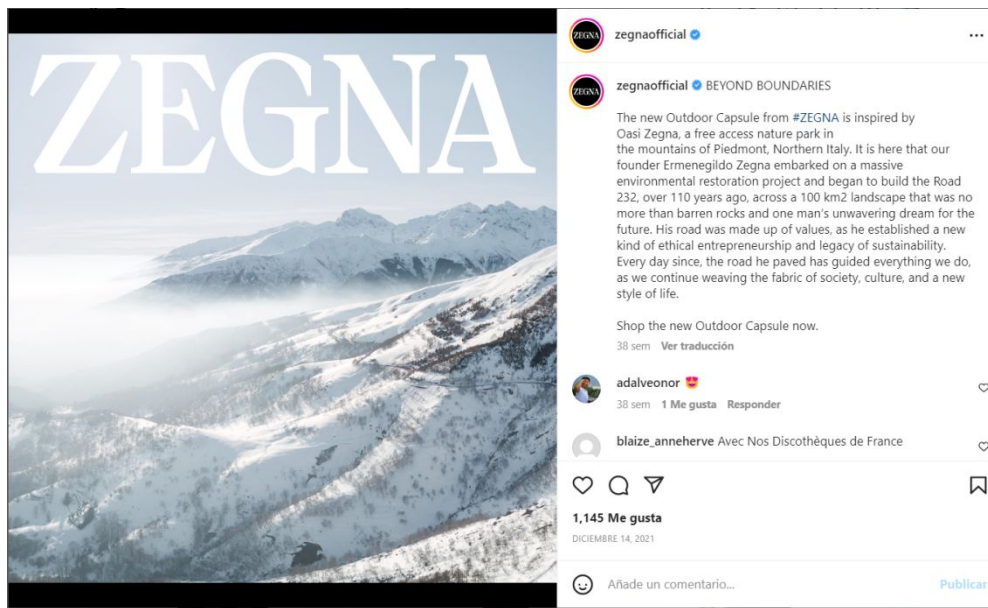 ZEGNA
ZEGNA
zegnaofficial
ZEGNA
zegnaofficial BEYOND BOUNDARIES
The new Outdoor Capsule from #ZEGNA is inspired by
Oasi Zegna, a free access nature park in
the mountains of Piedmont, Northern Italy. It is here that our
founder Ermenegildo Zegna embarked on a massive
environmental restoration project and began to build the Road
232, over 110 years ago, across a 100 km2 landscape that was no
more than barren rocks and one man's unwavering dream for the
future. His road was made up of values, as he established a new
kind of ethical entrepreneurship and legacy of sustainability.
Every day since, the road he paved has guided everything we do,
as we continue weaving the fabric of society, culture, and a new
style of life.
Shop the new Outdoor Capsule now.
38 sem Ver traducción
adalveonor 😍
38 sem 1 Me gusta Responder
blaize_anneherve Avec Nos Discothèques de France
1,145 Me gusta
DICIEMBRE 14, 2021
Añade un comentario... Publicar